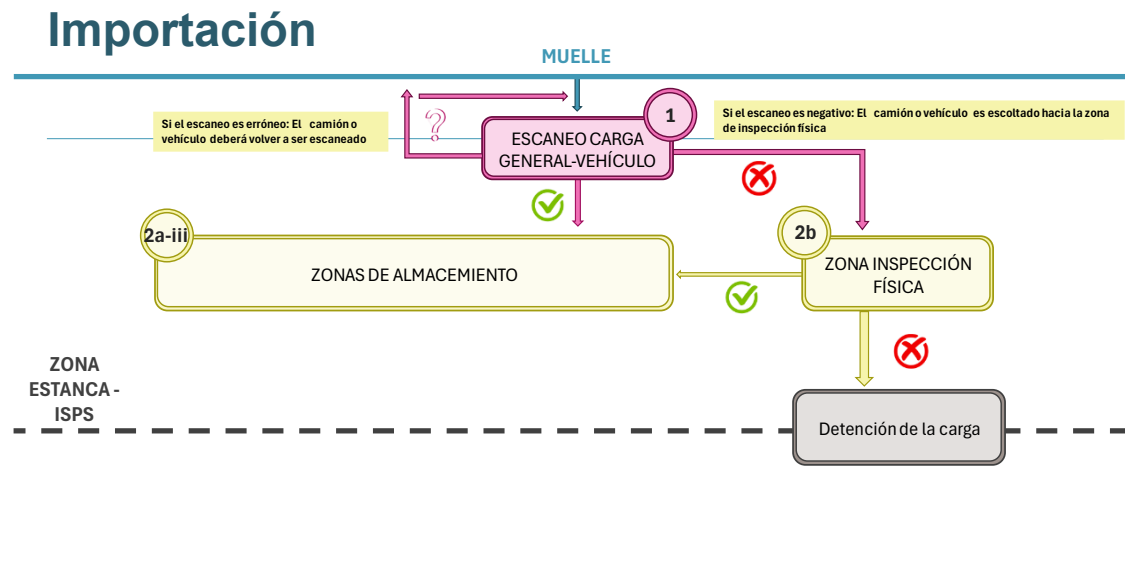 Importación
MUELLE
Si el escaneo es erróneo: El camión o
vehículo deberá volver a ser escaneado
?
1
Si el escaneo es negativo: El camión o vehículo es escoltado hacia la zona
de inspección física
ESCANEO CARGA
GENERAL-VEHÍCULO
2a-iii
ZONAS DE ALMACEMIENTO
2b
ZONA INSPECCIÓN
FÍSICA
ZONA
ESTANCA -
ISPS
Detención de la carga